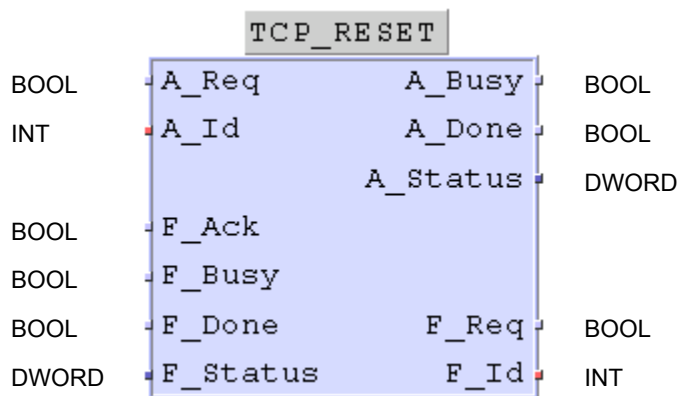 TCP_RESET
BOOL A_Req A_Busy BOOL
INT A_Id A_Done BOOL
A_Status DWORD
BOOL F_Ack
BOOL F_Busy
BOOL F_Done F_Req BOOL
DWORD F_Status F_Id INT